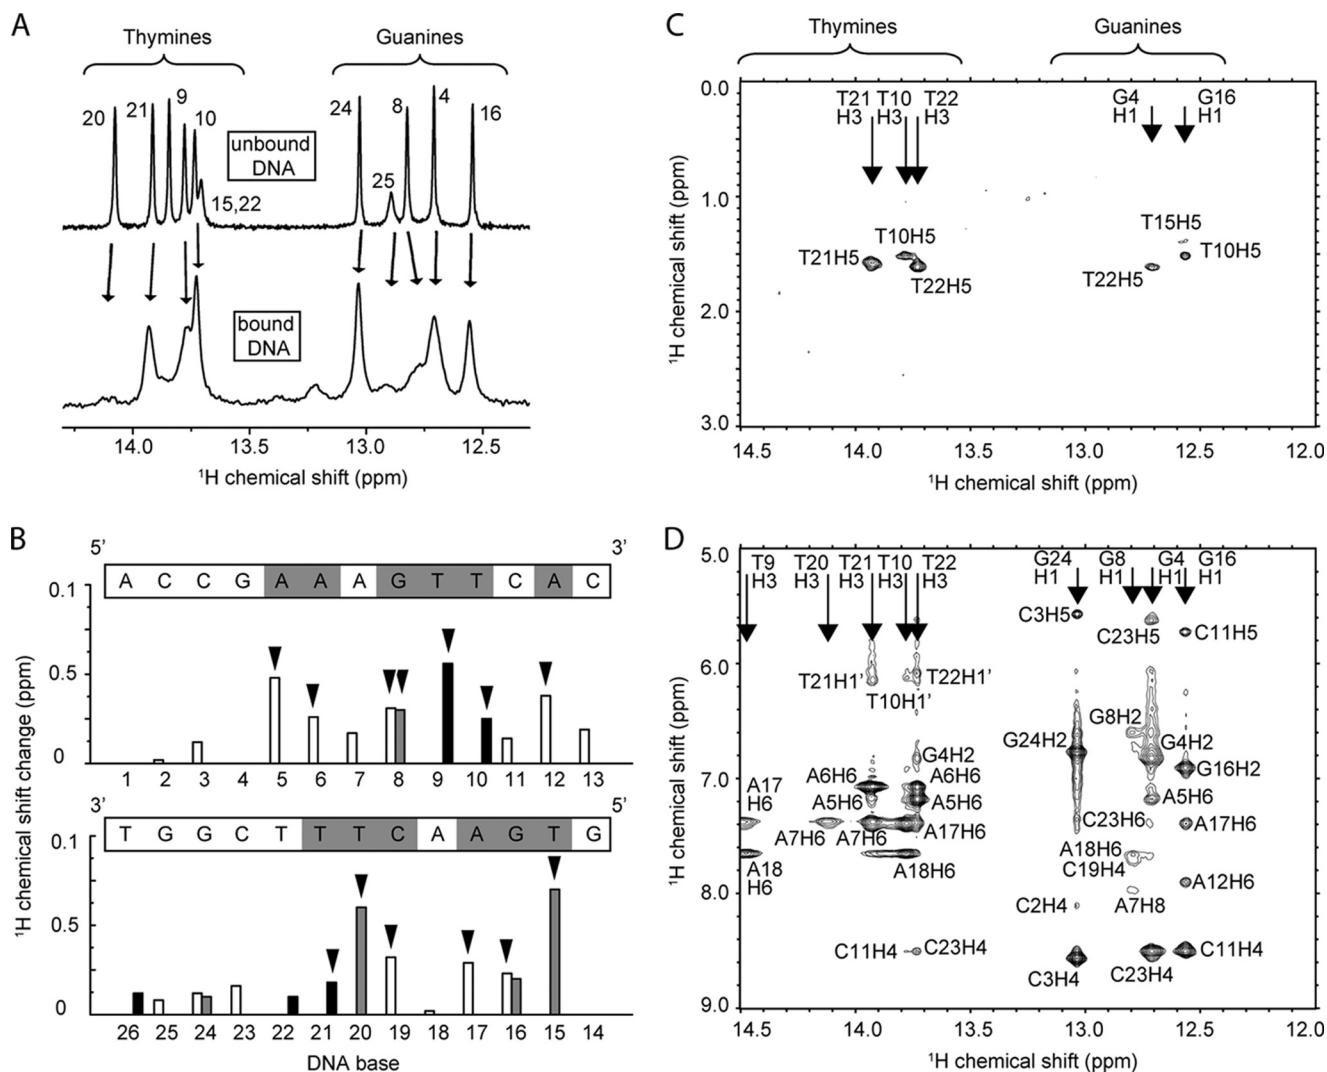 A
Thymines
Guanines
20
21
9
10
15,22
unbound
DNA
24
25
8
4
16
bound
DNA
14.0
13.5
13.0
12.5
¹H chemical shift (ppm)
B
5'
3'
A C C G A A A G T T C A C
0.1
0.5
0
1 2 3 4 5 6 7 8 9 10 11 12 13
3'
5'
T G G C T T T C A A G T G
0.1
0.5
0
26 25 24 23 22 21 20 19 18 17 16 15 14
DNA base
¹H chemical shift change (ppm)
C
Thymines
Guanines
0.0
1.0
2.0
3.0
T21 T10 T22
H3 H3 H3
G4 G16
H1 H1
T21H5
T10H5
T22H5
T15H5
T10H5
T22H5
14.5
14.0
13.5
13.0
12.5
12.0
¹H chemical shift (ppm)
¹H chemical shift (ppm)
D
5.0
6.0
7.0
8.0
9.0
T9 T20 T21 T10 T22
H3 H3 H3 H3 H3
G24 G8 G4 G16
H1 H1 H1 H1
C3H5
C23H5
C11H5
T21H1'
T22H1'
T10H1'
G8H2
G4H2
G24H2
G4H2
G16H2
A17
H6
A6H6
A6H6
A5H6
A5H6
A5H6
A7H6
A7H6
A17H6
C23H6
A17H6
A18
H6
A18H6
A18H6
C19H4
A12H6
C2H4
A7H8
C11H4
C23H4
C11H4
C3H4
C23H4
14.5
14.0
13.5
13.0
12.5
12.0
¹H chemical shift (ppm)
¹H chemical shift (ppm)